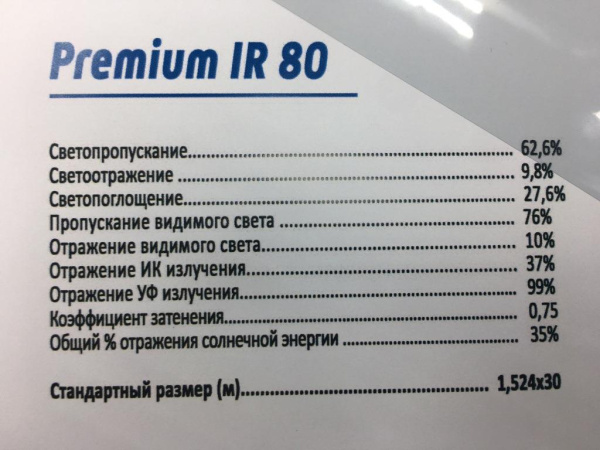 Premium IR 80
Светопропускание........................................................ 62,6%
Светоотражение ........................................................... 9,8%
Светопоглощение......................................................... 27,6%
Пропускание видимого света ........................................ 76%
Отражение видимого света........................................... 10%
Отражение ИК излучения.............................................. 37%
Отражение УФ излучения.............................................. 99%
Коэффициент затенения................................................ 0,75
Общий % отражения солнечной энергии ............................ 35%
Стандартный размер (м).......................................... 1,524х30